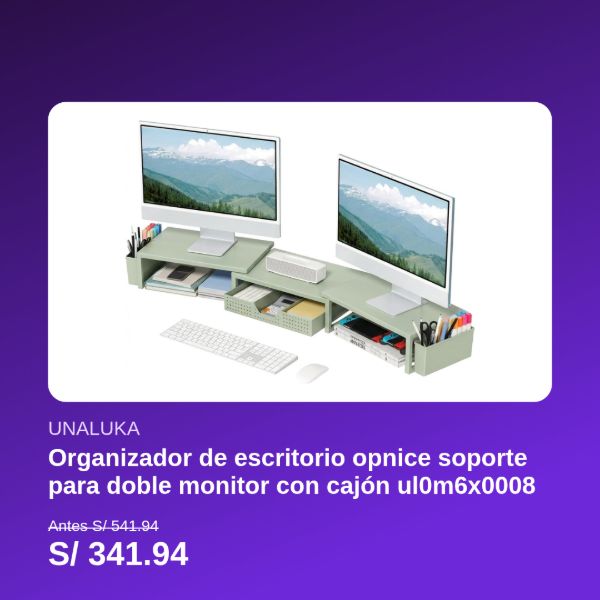 UNALUKA
Organizador de escritorio opnice soporte
para doble monitor con cajón ul0m6x0008
Antes S/ 541.94
S/ 341.94